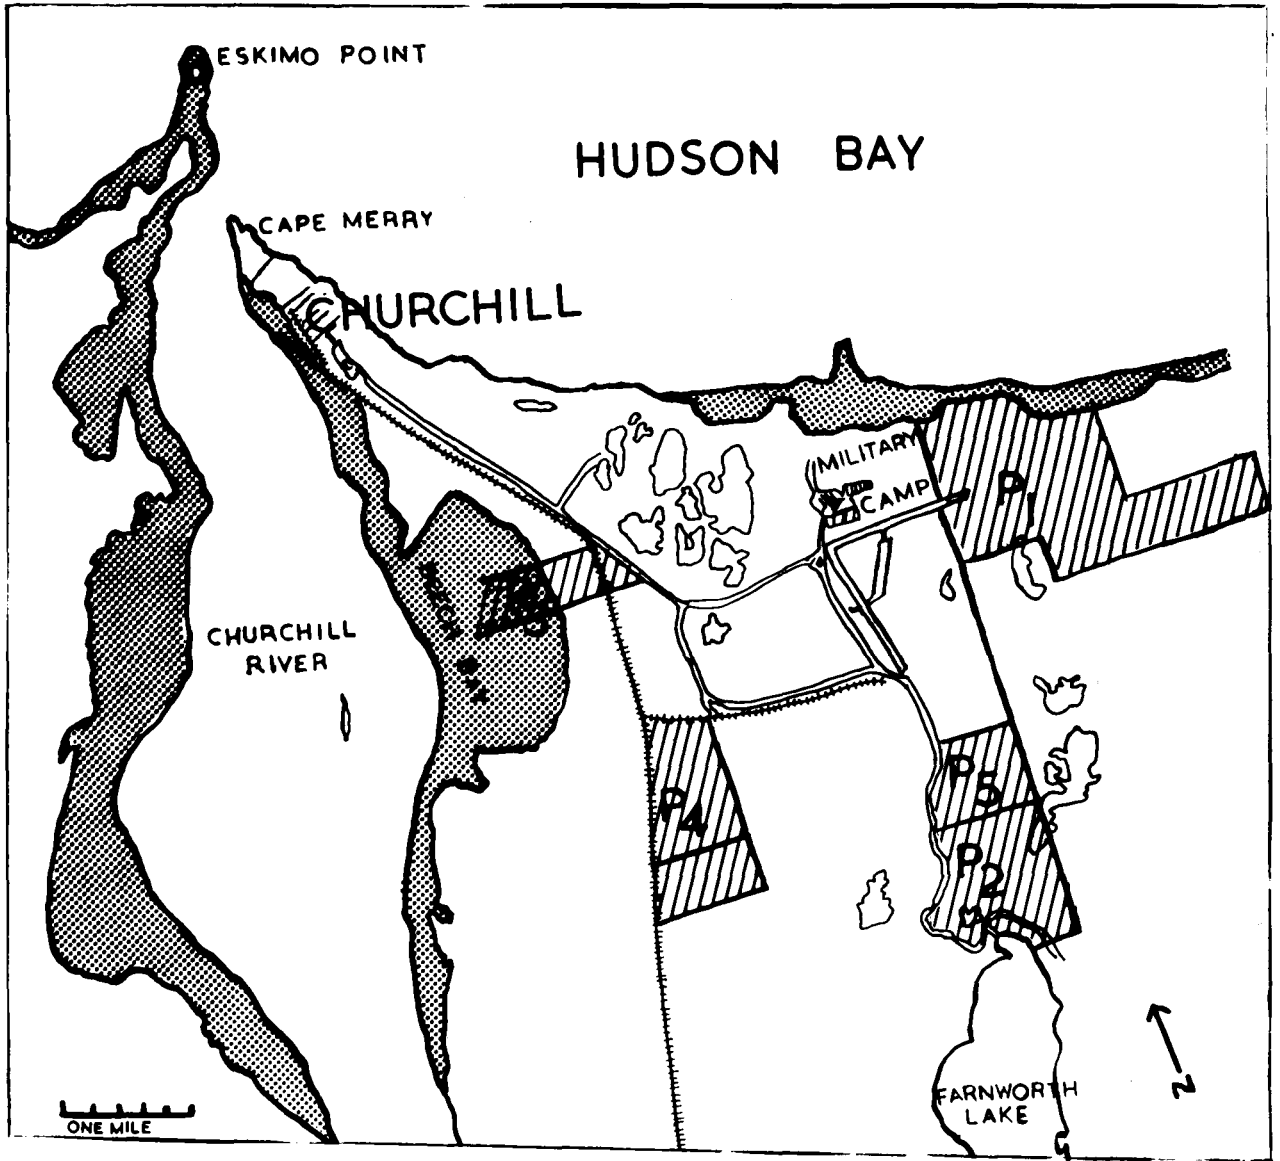 ESKIMO POINT
HUDSON BAY
CAPE MERRY
CHURCHILL
MILITARY
CAMP
P1
CHURCHILL
RIVER
BAY
P5
P4
P2
N
FARNWORTH
LAKE
ONE MILE